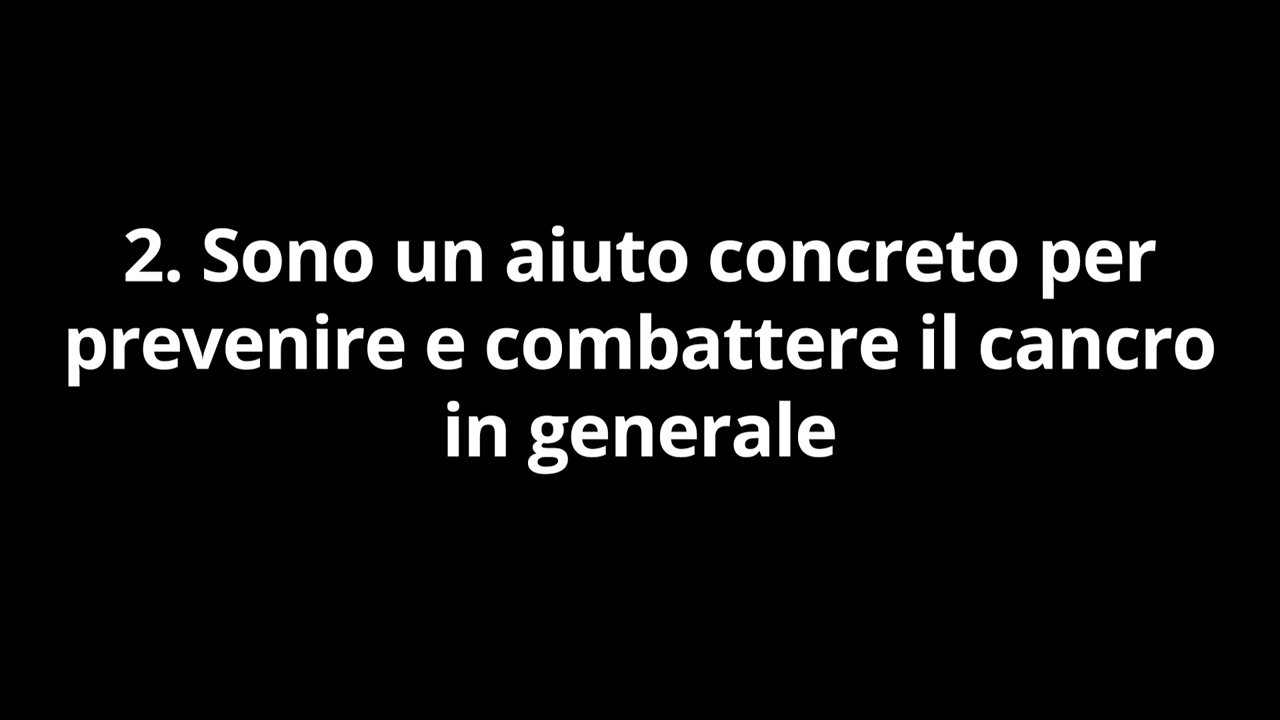 2. Sono un aiuto concreto per
prevenire e combattere il cancro
in generale